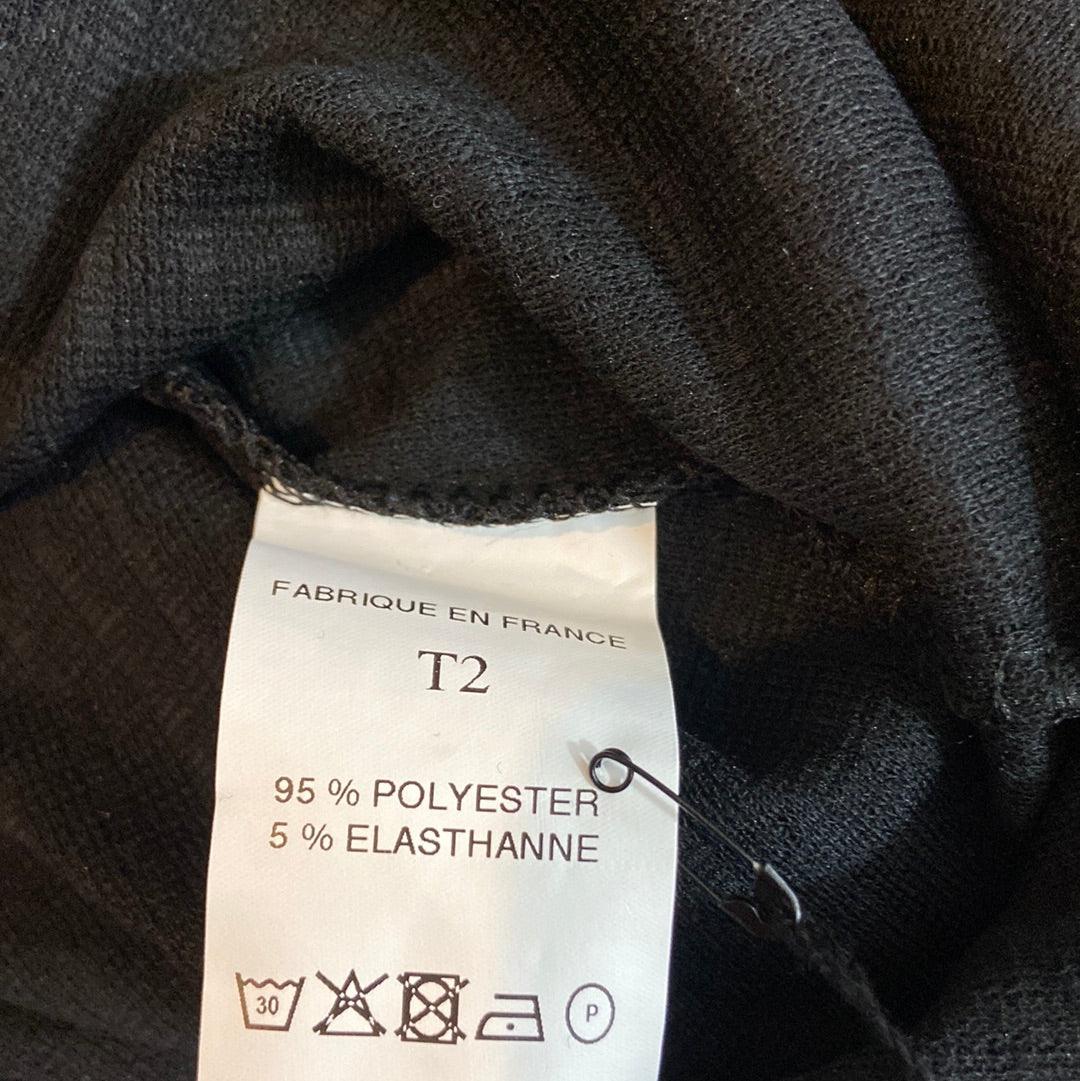 FABRIQUE EN FRANCE
T2
95 % POLYESTER
5 % ELASTHANNE
30 P